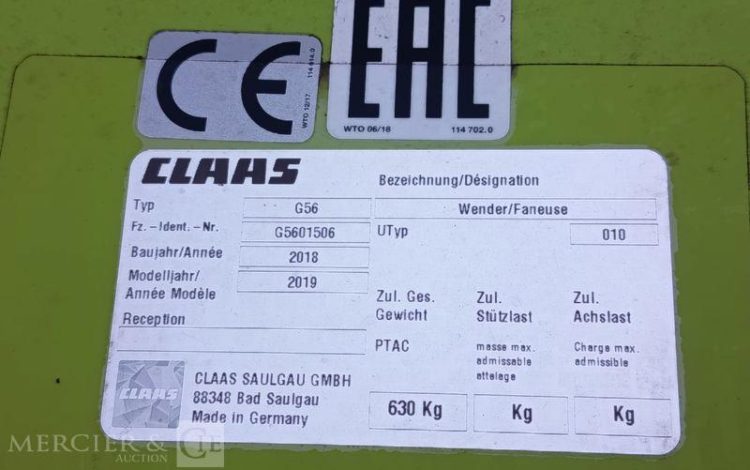 CE
114 914.0
WTO 12/17
EAC
WTO 06/18 114 702.0
CLAAS
Bezeichnung/Désignation
Typ G56 Wender/Faneuse
Fz.-Ident.-Nr. G5601506 UTyp 010
Baujahr/Année 2018
Modelljahr/
Année Modèle 2019
Reception
Zul. Ges.
Gewicht
PTAC
630 Kg
Zul.
Stützlast
masse max.
admissable
attelage
Kg
Zul.
Achslast
Charge max.
admissible
Kg
CLAAS
CLAAS SAULGAU GMBH
88348 Bad Saulgau
Made in Germany
MERCIER &
AUCTION